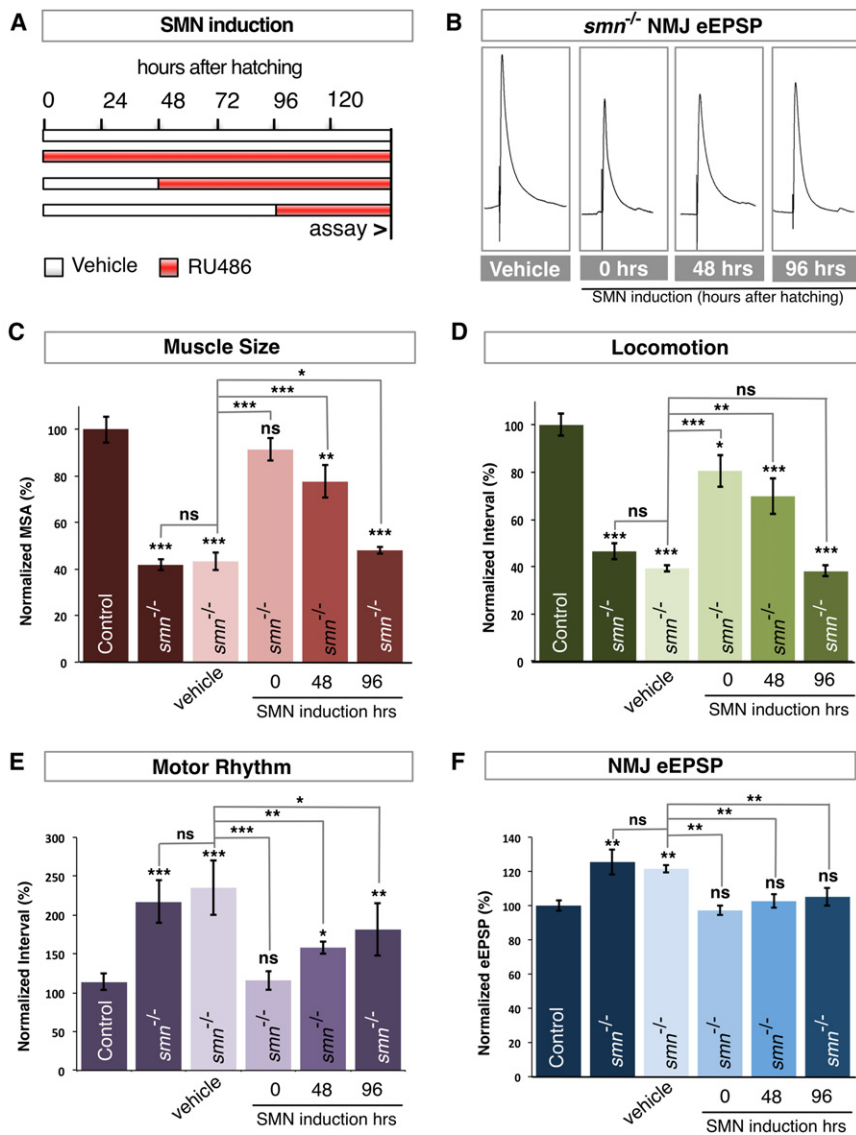 A
SMN induction
hours after hatching
0 24 48 72 96 120
assay >
Vehicle RU486
B
smn-/- NMJ eEPSP
Vehicle 0 hrs 48 hrs 96 hrs
SMN induction (hours after hatching)
C
Muscle Size
Normalized MSA (%)
120
100
80
60
40
20
0
*
***
***
ns
ns
***
***
ns
**
***
Control
smn-/-
smn-/-
smn-/-
smn-/-
smn-/-
vehicle
0 48 96
SMN induction hrs
D
Locomotion
Normalized Interval (%)
120
100
80
60
40
20
0
ns
**
***
ns
***
***
*
***
***
Control
smn-/-
smn-/-
smn-/-
smn-/-
smn-/-
vehicle
0 48 96
SMN induction hrs
E
Motor Rhythm
Normalized Interval (%)
300
250
200
150
100
50
0
*
**
***
ns
***
***
ns
*
**
Control
smn-/-
smn-/-
smn-/-
smn-/-
smn-/-
vehicle
0 48 96
SMN induction hrs
F
NMJ eEPSP
Normalized eEPSP (%)
140
120
100
80
60
40
20
0
**
**
**
ns
**
**
ns
ns
ns
Control
smn-/-
smn-/-
smn-/-
smn-/-
smn-/-
vehicle
0 48 96
SMN induction hrs